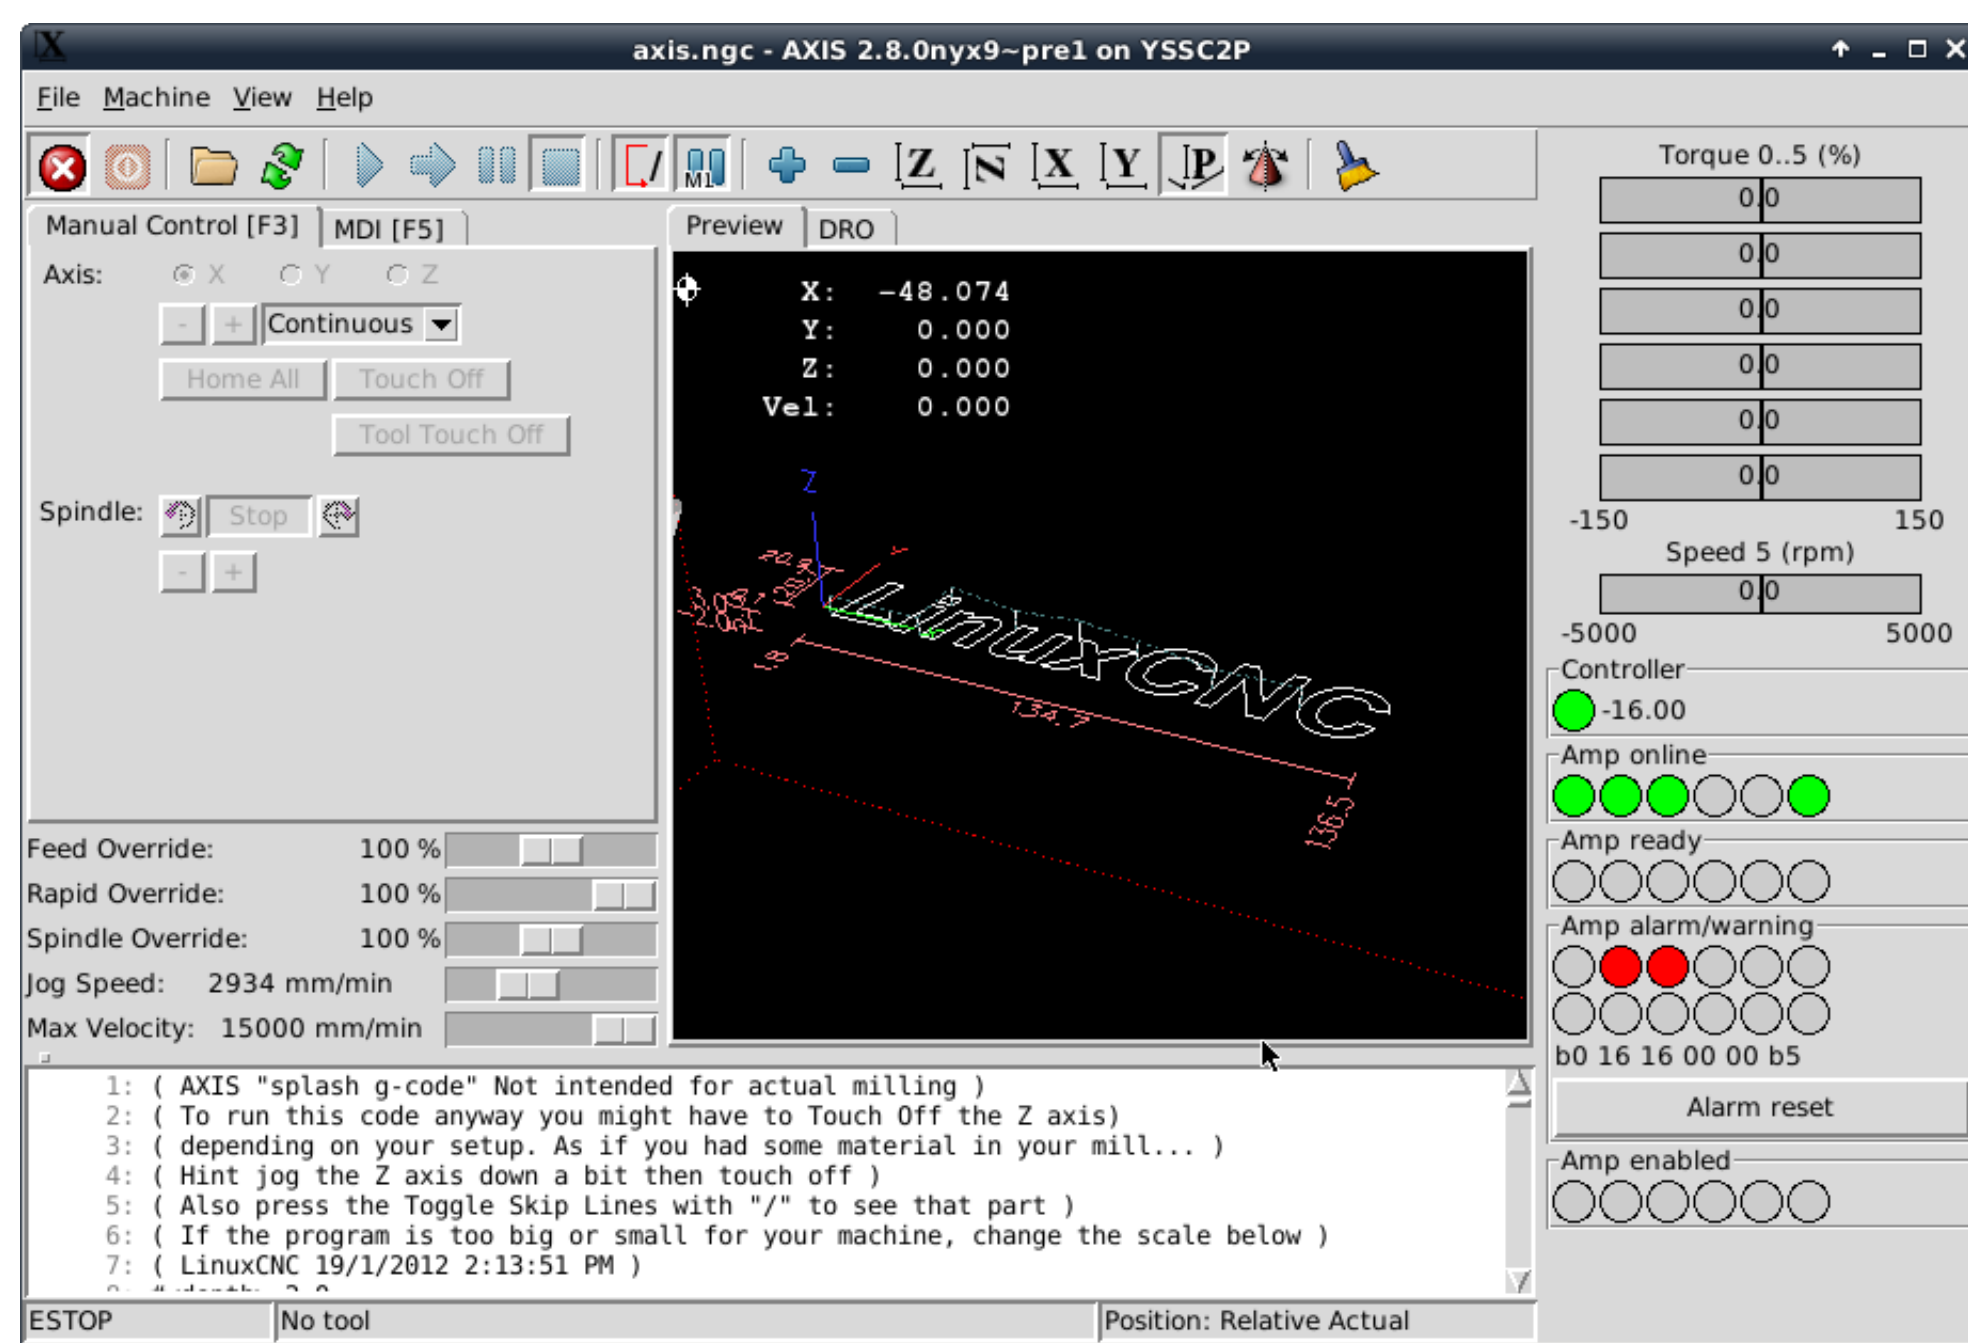 axis.ngc - AXIS 2.8.0nyx9~pre1 on YSSC2P
File Machine View Help
M1 Z N X Y P
Manual Control [F3] MDI [F5]
Axis: X Y Z
- + Continuous
Home All Touch Off
Tool Touch Off
Spindle: Stop
- +
Feed Override: 100 %
Rapid Override: 100 %
Spindle Override: 100 %
Jog Speed: 2934 mm/min
Max Velocity: 15000 mm/min
Preview DRO
X: -48.074
Y: 0.000
Z: 0.000
Vel: 0.000
Z
LinuxCNC
134.7
136.5
Torque 0..5 (%)
0.0
0.0
0.0
0.0
0.0
0.0
-150 150
Speed 5 (rpm)
0.0
-5000 5000
Controller
-16.00
Amp online
Amp ready
Amp alarm/warning
b0 16 16 00 00 b5
Alarm reset
Amp enabled
1: ( AXIS "splash g-code" Not intended for actual milling )
2: ( To run this code anyway you might have to Touch Off the Z axis)
3: ( depending on your setup. As if you had some material in your mill... )
4: ( Hint jog the Z axis down a bit then touch off )
5: ( Also press the Toggle Skip Lines with "/" to see that part )
6: ( If the program is too big or small for your machine, change the scale below )
7: ( LinuxCNC 19/1/2012 2:13:51 PM )
ESTOP No tool Position: Relative Actual